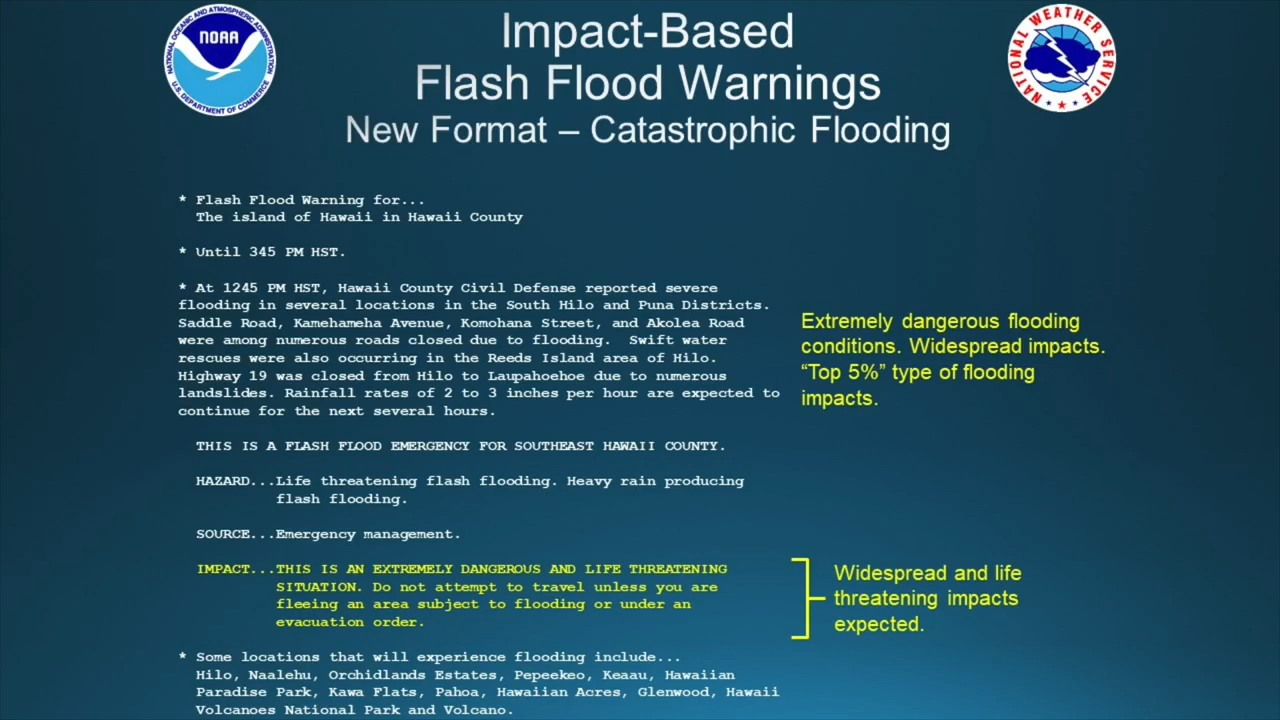 NATIONAL OCEANIC AND ATMOSPHERIC ADMINISTRATION
NOAA
U.S. DEPARTMENT OF COMMERCE
Impact-Based
Flash Flood Warnings
New Format – Catastrophic Flooding
NATIONAL WEATHER SERVICE
* Flash Flood Warning for...
The island of Hawaii in Hawaii County
* Until 345 PM HST.
* At 1245 PM HST, Hawaii County Civil Defense reported severe
flooding in several locations in the South Hilo and Puna Districts.
Saddle Road, Kamehameha Avenue, Komohana Street, and Akolea Road
were among numerous roads closed due to flooding.  Swift water
rescues were also occurring in the Reeds Island area of Hilo.
Highway 19 was closed from Hilo to Laupahoehoe due to numerous
landslides. Rainfall rates of 2 to 3 inches per hour are expected to
continue for the next several hours.
Extremely dangerous flooding
conditions. Widespread impacts.
“Top 5%” type of flooding
impacts.
THIS IS A FLASH FLOOD EMERGENCY FOR SOUTHEAST HAWAII COUNTY.
HAZARD...Life threatening flash flooding. Heavy rain producing
flash flooding.
SOURCE...Emergency management.
IMPACT...THIS IS AN EXTREMELY DANGEROUS AND LIFE THREATENING
SITUATION. Do not attempt to travel unless you are
fleeing an area subject to flooding or under an
evacuation order.
Widespread and life
threatening impacts
expected.
* Some locations that will experience flooding include...
Hilo, Naalehu, Orchidlands Estates, Pepeekeo, Keaau, Hawaiian
Paradise Park, Kawa Flats, Pahoa, Hawaiian Acres, Glenwood, Hawaii
Volcanoes National Park and Volcano.